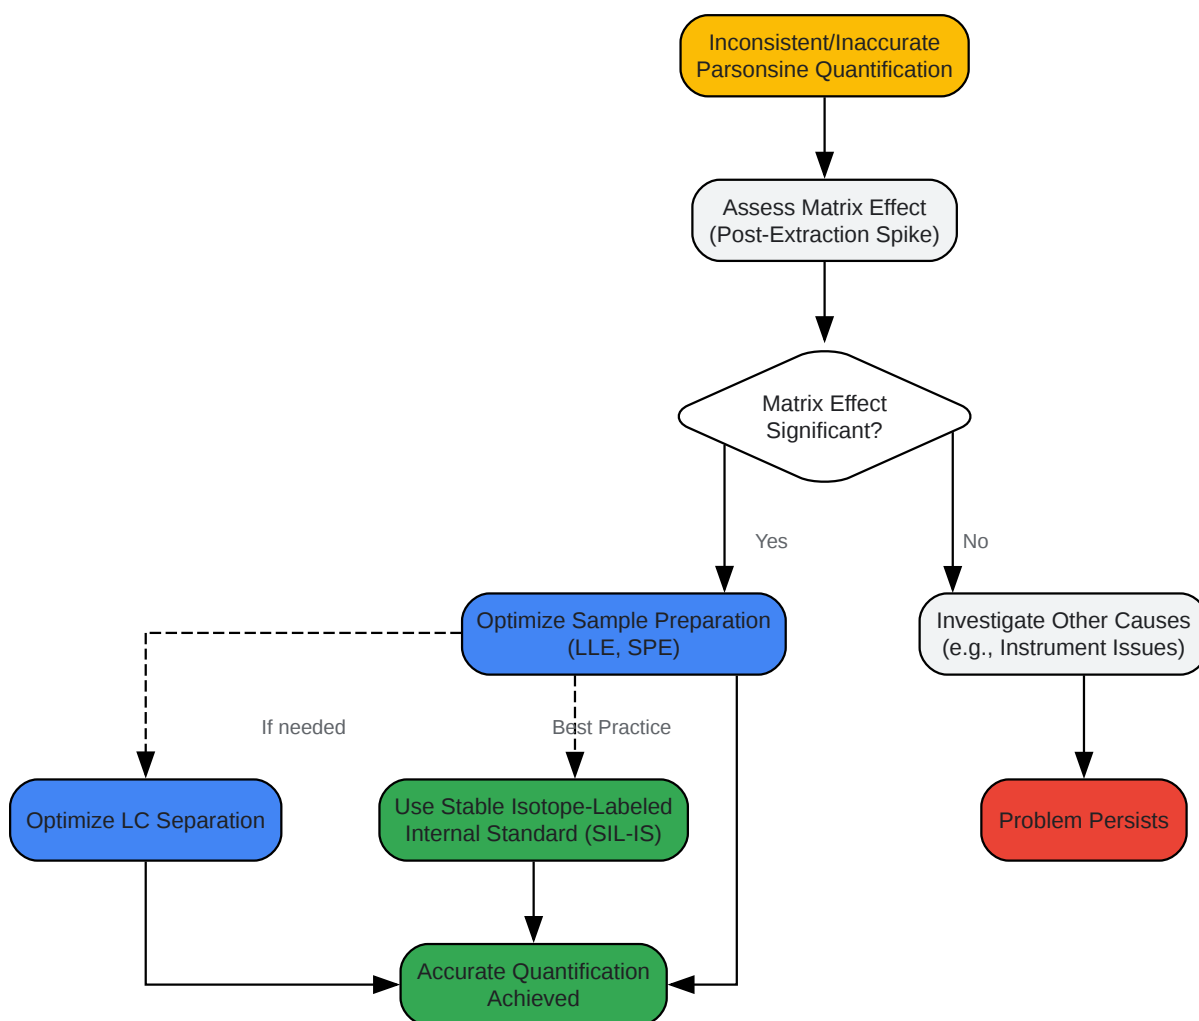 Inconsistent/Inaccurate
Parsonsine Quantification
Assess Matrix Effect
(Post-Extraction Spike)
Matrix Effect
Significant?
Yes
No
Optimize Sample Preparation
(LLE, SPE)
Investigate Other Causes
(e.g., Instrument Issues)
If needed
Best Practice
Optimize LC Separation
Use Stable Isotope-Labeled
Internal Standard (SIL-IS)
Problem Persists
Accurate Quantification
Achieved